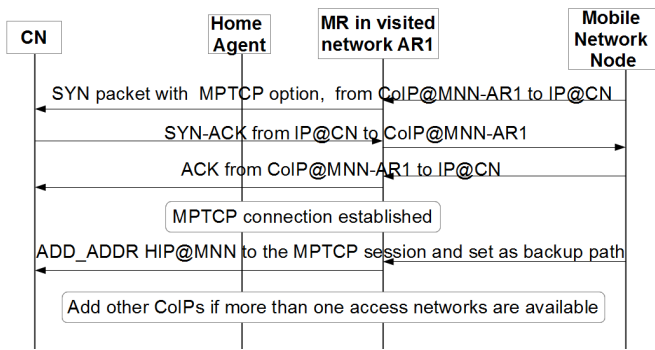 CN
Home
Agent
MR in visited
network AR1
Mobile
Network
Node
SYN packet with MPTCP option, from CoIP@MNN-AR1 to IP@CN
SYN-ACK from IP@CN to CoIP@MNN-AR1
ACK from CoIP@MNN-AR1 to IP@CN
MPTCP connection established
ADD_ADDR HIP@MNN to the MPTCP session and set as backup path
Add other CoIPs if more than one access networks are available